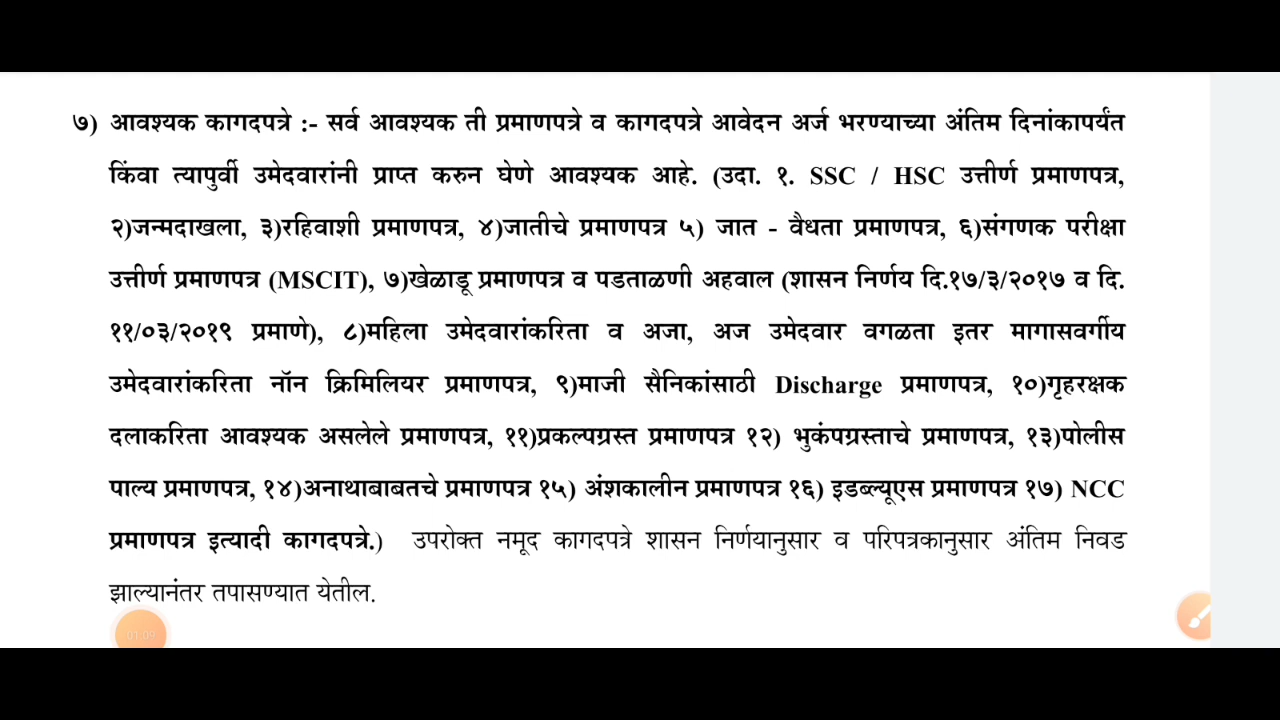 ७) आवश्यक कागदपत्रे :- सर्व आवश्यक ती प्रमाणपत्रे व कागदपत्रे आवेदन अर्ज भरण्याच्या अंतिम दिनांकापर्यंत
किंवा त्यापुर्वी उमेदवारांनी प्राप्त करुन घेणे आवश्यक आहे. (उदा. १. SSC / HSC उत्तीर्ण प्रमाणपत्र,
२)जन्मदाखला, ३)रहिवाशी प्रमाणपत्र, ४)जातीचे प्रमाणपत्र ५) जात - वैधता प्रमाणपत्र, ६)संगणक परीक्षा
उत्तीर्ण प्रमाणपत्र (MSCIT), ७)खेळाडू प्रमाणपत्र व पडताळणी अहवाल (शासन निर्णय दि.१७/३/२०१७ व दि.
११/०३/२०१९ प्रमाणे), ८)महिला उमेदवारांकरिता व अजा, अज उमेदवार वगळता इतर मागासवर्गीय
उमेदवारांकरिता नॉन क्रिमिलियर प्रमाणपत्र, ९)माजी सैनिकांसाठी Discharge प्रमाणपत्र, १०)गृहरक्षक
दलाकरिता आवश्यक असलेले प्रमाणपत्र, ११)प्रकल्पग्रस्त प्रमाणपत्र १२) भुकंपग्रस्ताचे प्रमाणपत्र, १३)पोलीस
पाल्य प्रमाणपत्र, १४)अनाथाबाबतचे प्रमाणपत्र १५) अंशकालीन प्रमाणपत्र १६) इडब्ल्यूएस प्रमाणपत्र १७) NCC
प्रमाणपत्र इत्यादी कागदपत्रे.) उपरोक्त नमूद कागदपत्रे शासन निर्णयानुसार व परिपत्रकानुसार अंतिम निवड
झाल्यानंतर तपासण्यात येतील.
01:09